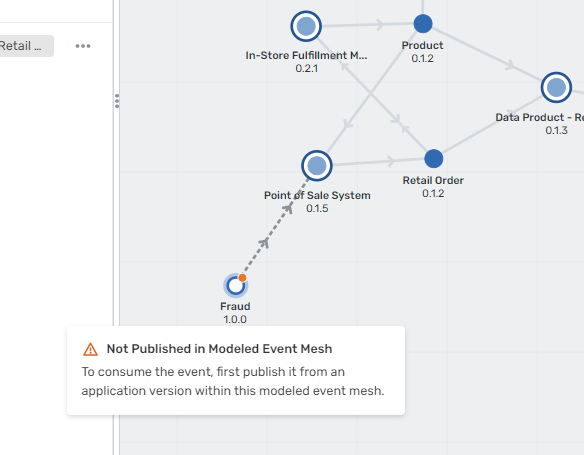 Retail ...
In-Store Fulfillment M...
0.2.1
Product
0.1.2
Data Product - Re
0.1.3
Point of Sale System
0.1.5
Retail Order
0.1.2
Fraud
1.0.0
Not Published in Modeled Event Mesh
To consume the event, first publish it from an
application version within this modeled event mesh.